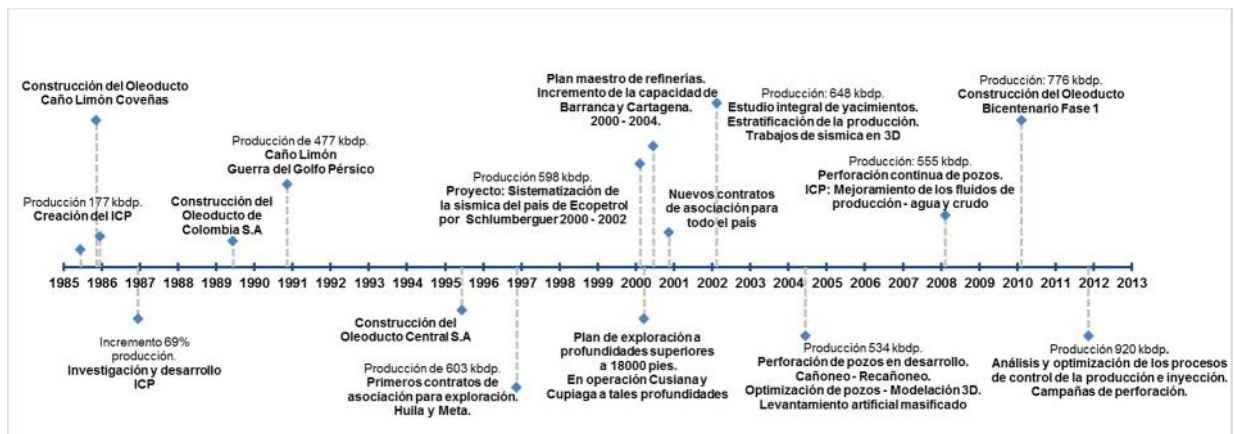 Construcción del Oleoducto
Caño Limón Coveñas
Producción 177 kbdp.
Creación del ICP
Construcción del
Oleoducto de
Colombia S.A
Producción de 477 kbdp.
Caño Limón
Guerra del Golfo Pérsico
Producción 598 kbdp.
Proyecto: Sistematización de
la sísmica del país de Ecopetrol
por Schlumberguer 2000 - 2002
Plan maestro de refinerías.
Incremento de la capacidad de
Barranca y Cartagena.
2000 - 2004.
Nuevos contratos
de asociación para
todo el país
Producción: 648 kbdp.
Estudio integral de yacimientos.
Estratificación de la producción.
Trabajos de sísmica en 3D
Producción: 555 kbdp.
Perforación continua de pozos.
ICP: Mejoramiento de los fluidos de
producción - agua y crudo
Producción: 776 kbdp.
Construcción del Oleoducto
Bicentenario Fase 1
1985 1986 1987 1988 1989 1990 1991 1992 1993 1994 1995 1996 1997 1998 1999 2000 2001 2002 2003 2004 2005 2006 2007 2008 2009 2010 2011 2012 2013
Incremento 69%
producción.
Investigación y desarrollo
ICP
Construcción del
Oleoducto Central S.A
Producción de 603 kbdp.
Primeros contratos de
asociación para exploración.
Huila y Meta.
Plan de exploración a
profundidades superiores
a 18000 pies.
En operación Cusiana y
Cupiaga a tales profundidades
Producción 534 kbdp.
Perforación de pozos en desarrollo.
Cañoneo - Recañoneo.
Optimización de pozos - Modelación 3D.
Levantamiento artificial masificado
Producción 920 kbdp.
Análisis y optimización de los procesos
de control de la producción e inyección.
Campañas de perforación.